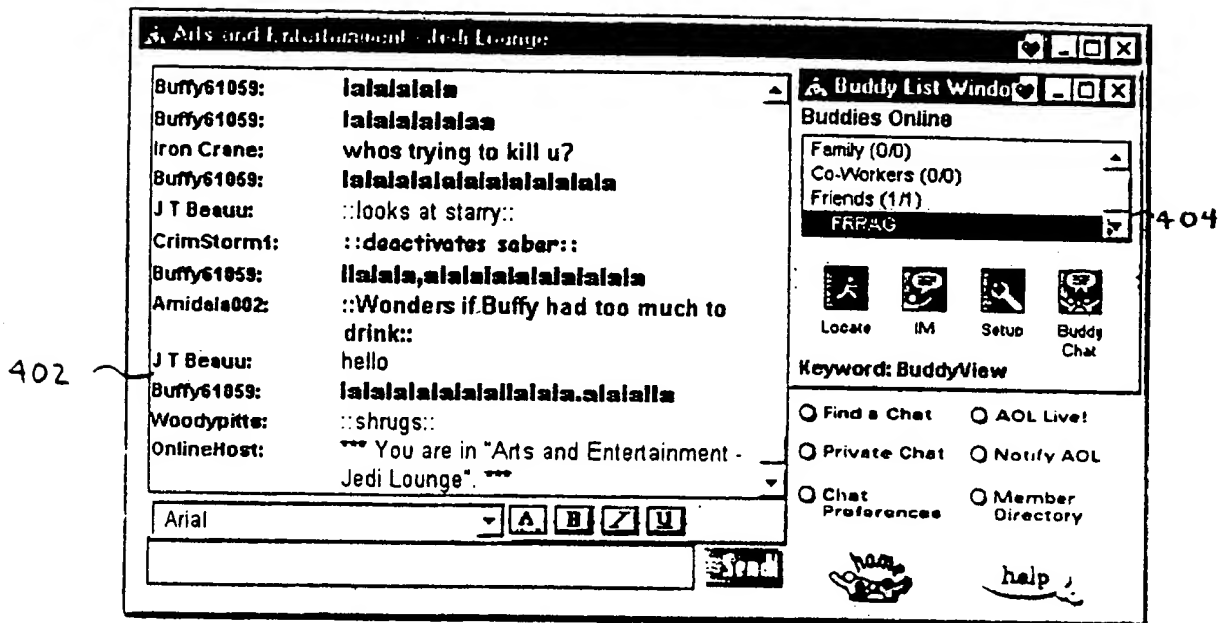 Arts and Entertainment - Jedi Lounge
Buffy61059: lalalalala
Buffy61059: lalalalalalaa
Iron Crane: whos trying to kill u?
Buffy61059: lalalalalalalalalalalala
J T Beauu: ::looks at starry::
CrimStorm1: ::deactivates saber::
Buffy61059: llalala,alalalalalalalalala
Amidala002: ::Wonders if Buffy had too much to
drink::
J T Beauu: hello
402
Buffy61059: lalalalalalalallalala.alalalla
Woodypitts: ::shrugs::
OnlineHost: *** You are in "Arts and Entertainment -
Jedi Lounge". ***
Arial
A B I U
Send
Buddy List Windo
Buddies Online
Family (0/0)
Co-Workers (0/0)
Friends (1/1)
FRRAG
404
Locate IM Setup Buddy
Chat
Keyword: BuddyView
Find a Chat AOL Live!
Private Chat Notify AOL
Chat Member
Preferences Directory
home help